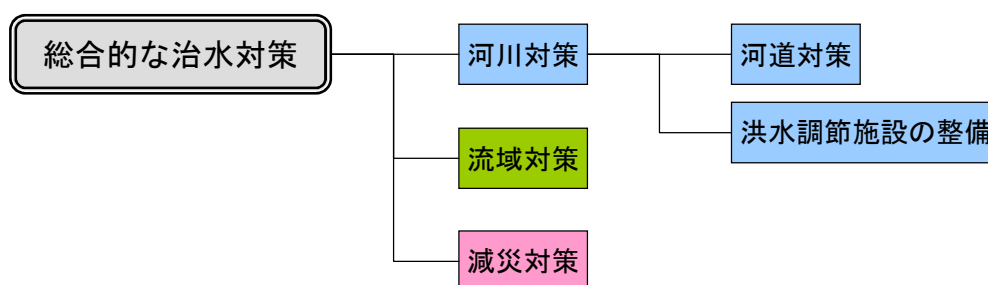 総合的な治水対策
河川対策
河道対策
洪水調節施設の整備
流域対策
減災対策